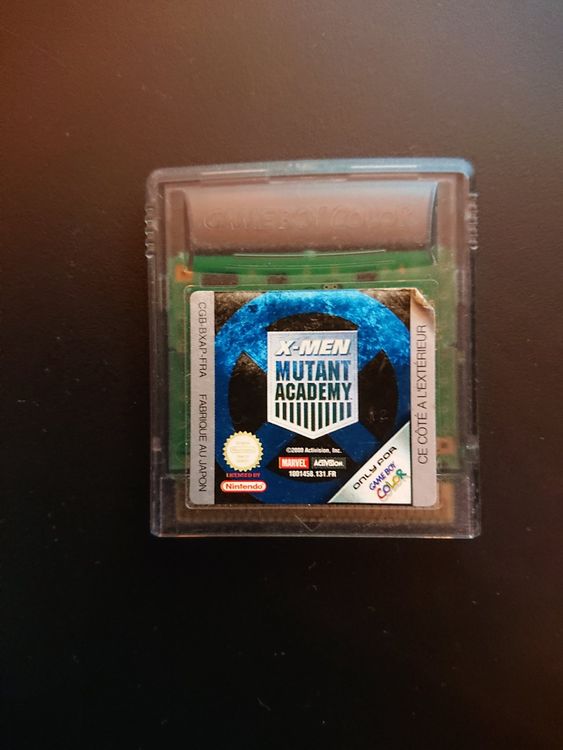 GAME BOY COLOR
CGB-BXAP-FRA
FABRIQUE AU JAPON
X-MEN
MUTANT
ACADEMY
©2000 Activision, Inc.
MARVEL ACTIVISION
1001458.131.FR
LICENSED BY
Nintendo
ONLY FOR
GAME BOY
COLOR
CE CÔTÉ A L'EXTÉRIEUR